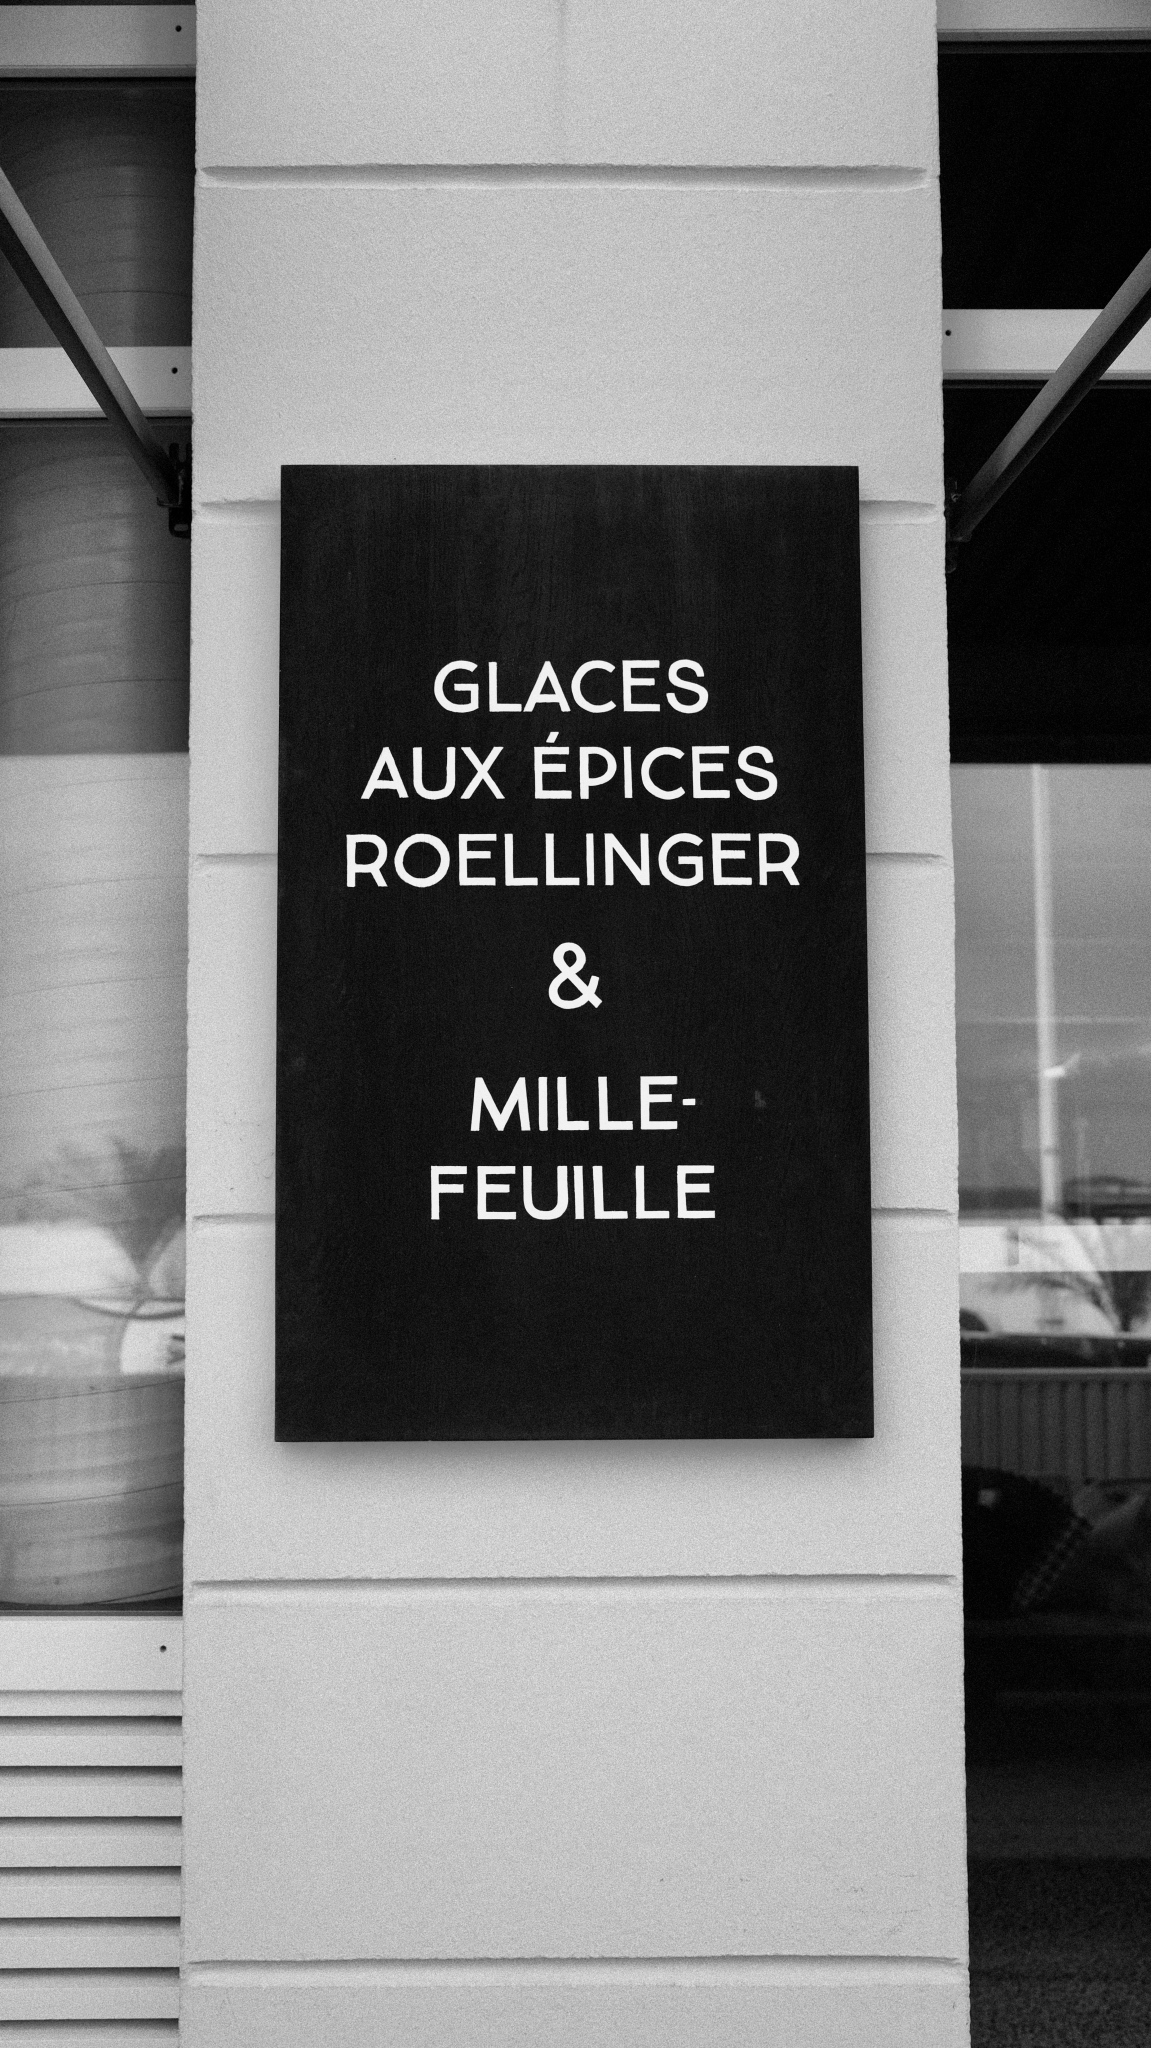 GLACES
AUX ÉPICES
ROELLINGER
&
MILLE-
FEUILLE